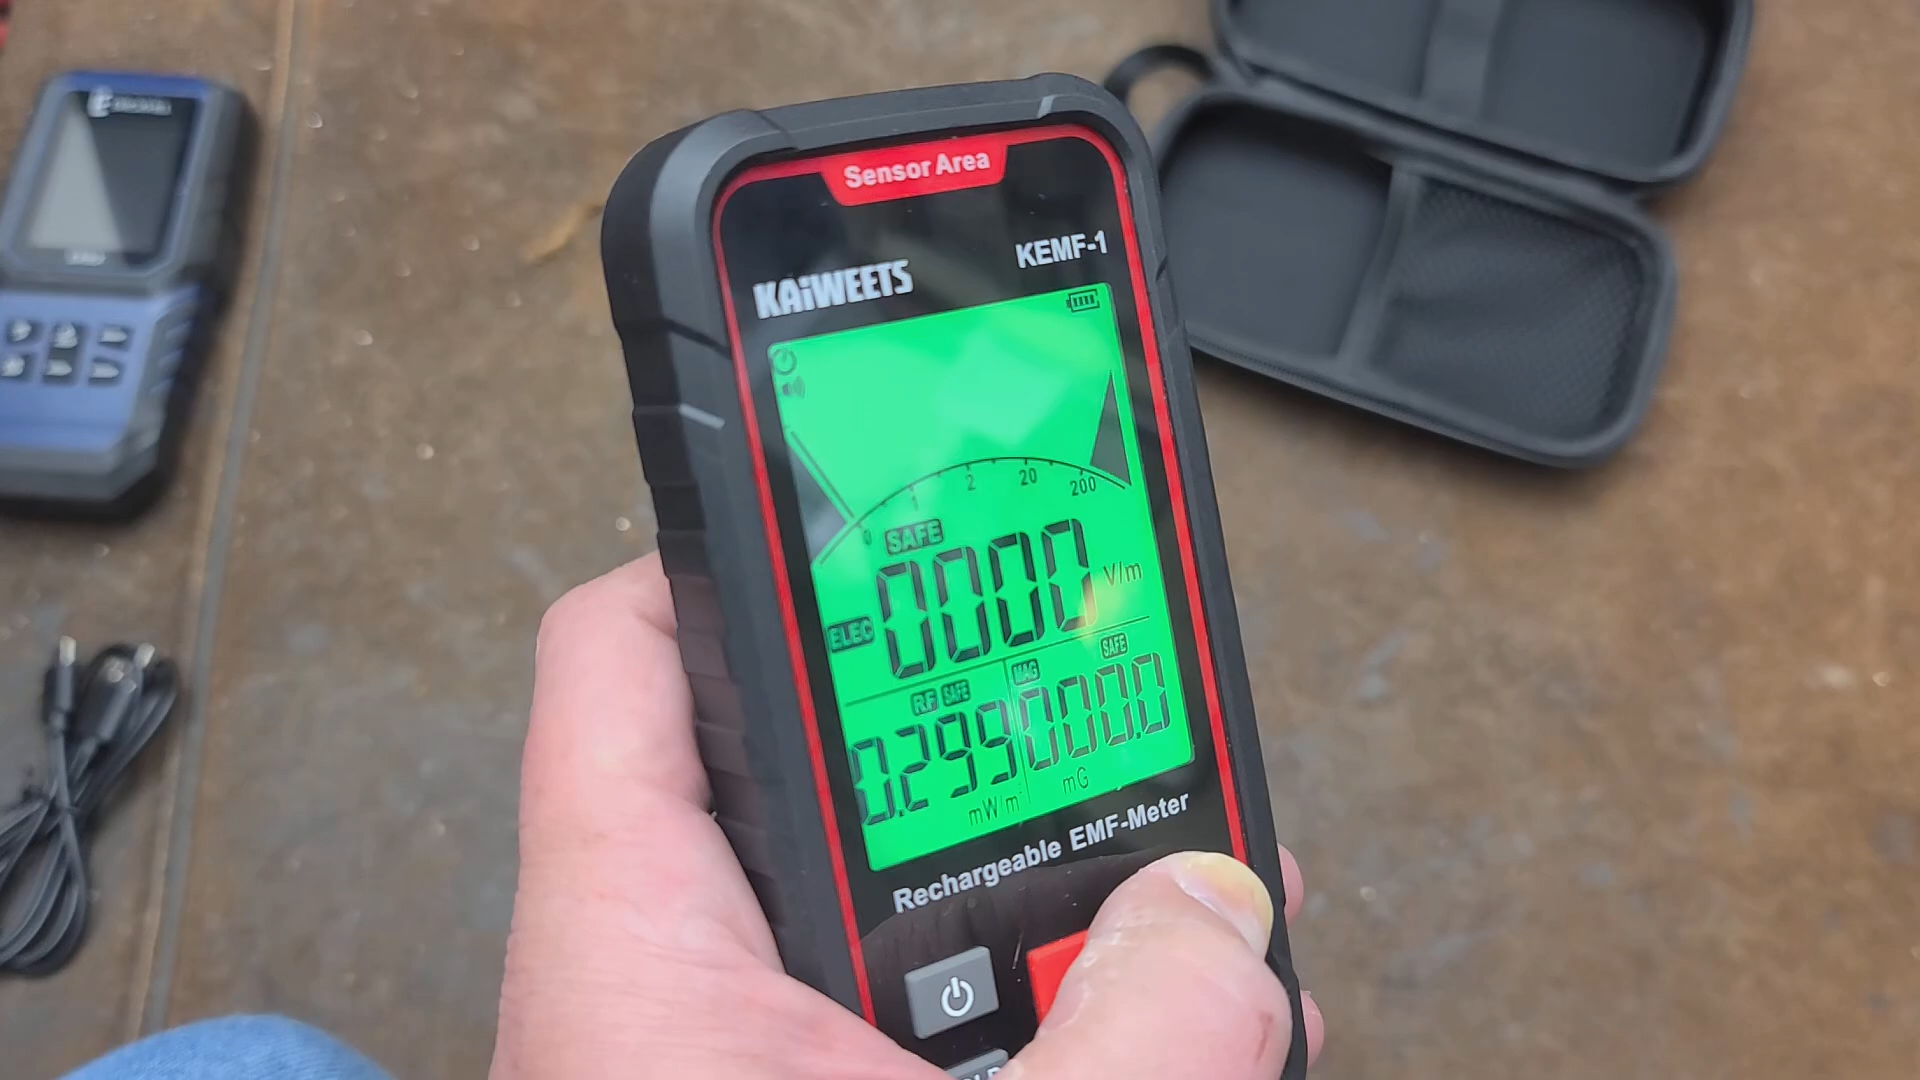 Sensor Area
KEMF-1
KAiWEETS
0 1 2 20 200
SAFE
ELEC 0000 V/m
RF SAFE MAG SAFE
0.299 000.0
mW/m² mG
Rechargeable EMF-Meter